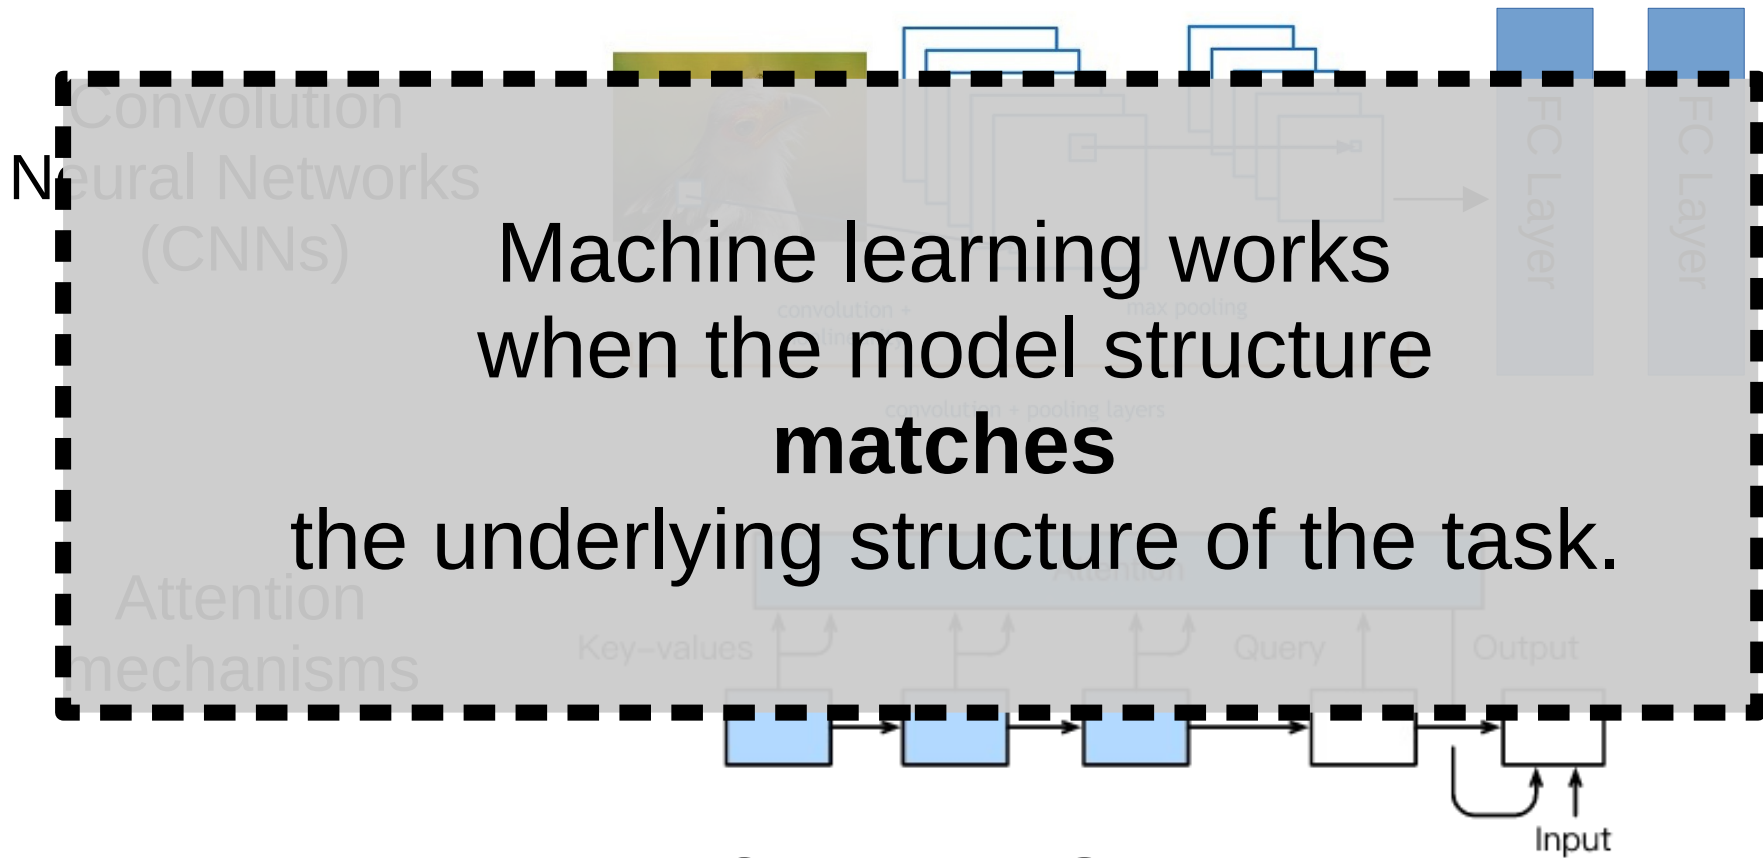 Convolution
Neural Networks
(CNNs)
FC Layer
FC Layer
Machine learning works
when the model structure
matches
the underlying structure of the task.
convolution +
max pooling
convolution + pooling layers
Attention
Attention
mechanisms
Key-values
Query
Output
Input